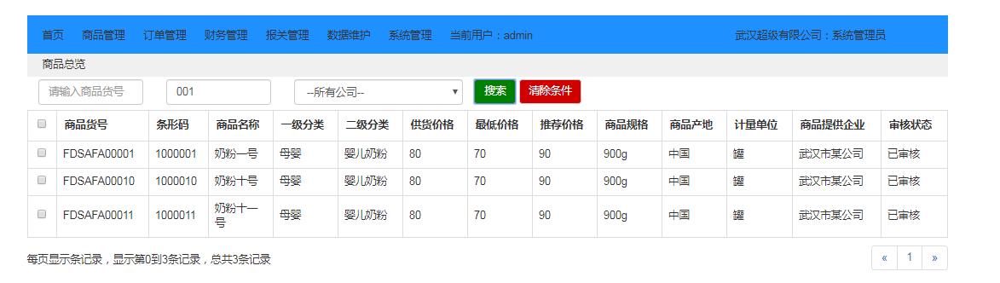 首页 商品管理 订单管理 财务管理 报关管理 数据维护 系统管理 当前用户：admin 武汉超级有限公司：系统管理员
商品总览
请输入商品货号 001 --所有公司-- 搜索 清除条件
商品货号 条形码 商品名称 一级分类 二级分类 供货价格 最低价格 推荐价格 商品规格 商品产地 计量单位 商品提供企业 审核状态
FDSAFA00001 1000001 奶粉一号 母婴 婴儿奶粉 80 70 90 900g 中国 罐 武汉市某公司 已审核
FDSAFA00010 1000010 奶粉十号 母婴 婴儿奶粉 80 70 90 900g 中国 罐 武汉市某公司 已审核
FDSAFA00011 1000011 奶粉十一号 母婴 婴儿奶粉 80 70 90 900g 中国 罐 武汉市某公司 已审核
每页显示条记录，显示第0到3条记录，总共3条记录 « 1 »